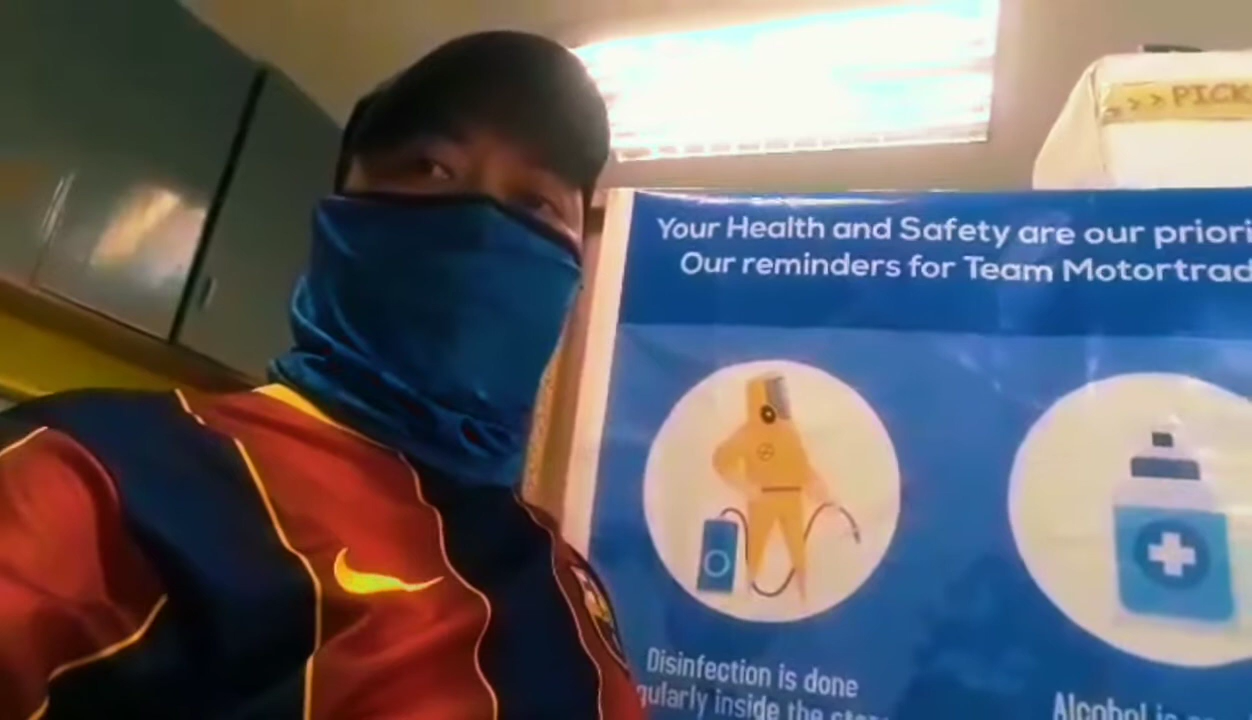 >>> PICK
Your Health and Safety are our priori
Our reminders for Team Motortrad
Disinfection is done
gularly inside the
Alcohol is